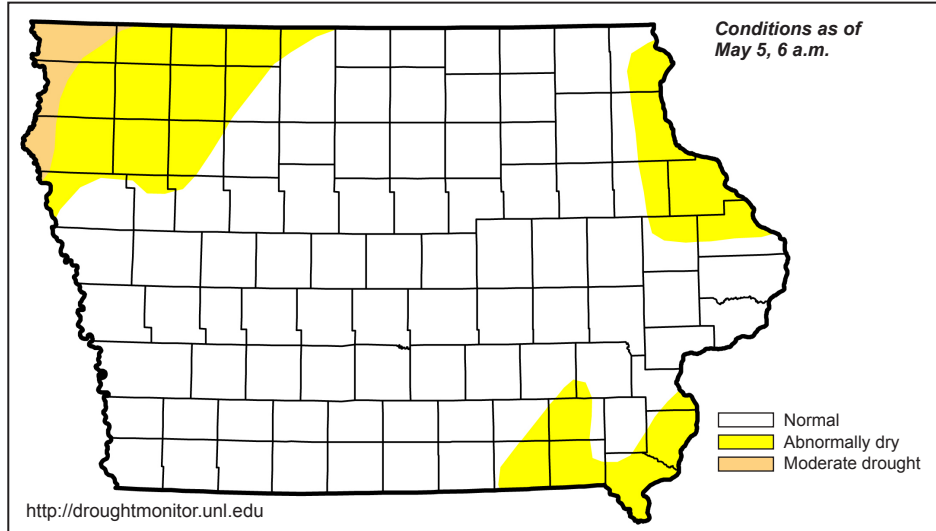 Conditions as of
May 5, 6 a.m.
Normal
Abnormally dry
Moderate drought
http://droughtmonitor.unl.edu